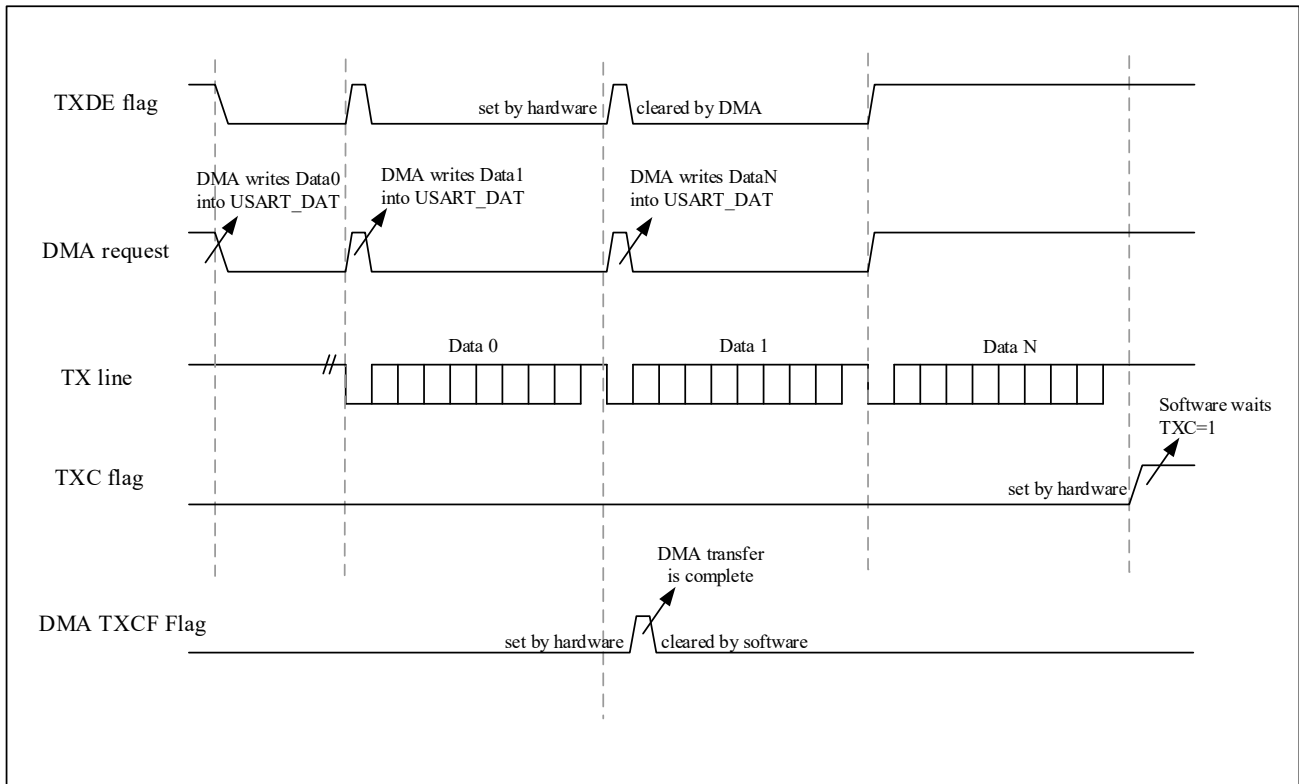 TXDE flag
set by hardware
cleared by DMA
DMA writes Data0
into USART_DAT
DMA writes Data1
into USART_DAT
DMA writes DataN
into USART_DAT
DMA request
Data 0
Data 1
Data N
TX line
Software waits
TXC=1
TXC flag
set by hardware
DMA transfer
is complete
DMA TXCF Flag
set by hardware
cleared by software